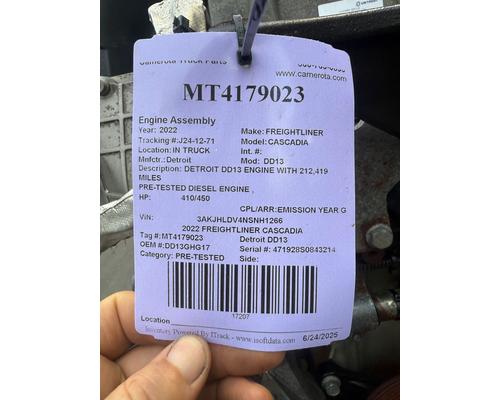 Camerota Truck Parts
www.camerota.com
MT4179023
Engine Assembly
Year: 2022 Make: FREIGHTLINER
Tracking #:J24-12-71 Model:CASCADIA
Location: IN TRUCK Int. #:
Mnfctr.: Detroit Mod: DD13
Description: DETROIT DD13 ENGINE WITH 212,419
MILES
PRE-TESTED DIESEL ENGINE ,
HP: 410/450
CPL/ARR:EMISSION YEAR G
VIN: 3AKJHLDV4NSNH1266
2022 FREIGHTLINER CASCADIA
Tag #:MT4179023 Detroit DD13
OEM #:DD13GHG17 Serial #: 471928S0843214
Category: PRE-TESTED Side:
17207
Location
Inventory Powered By ITrack - www.isoftdata.com 6/24/2025